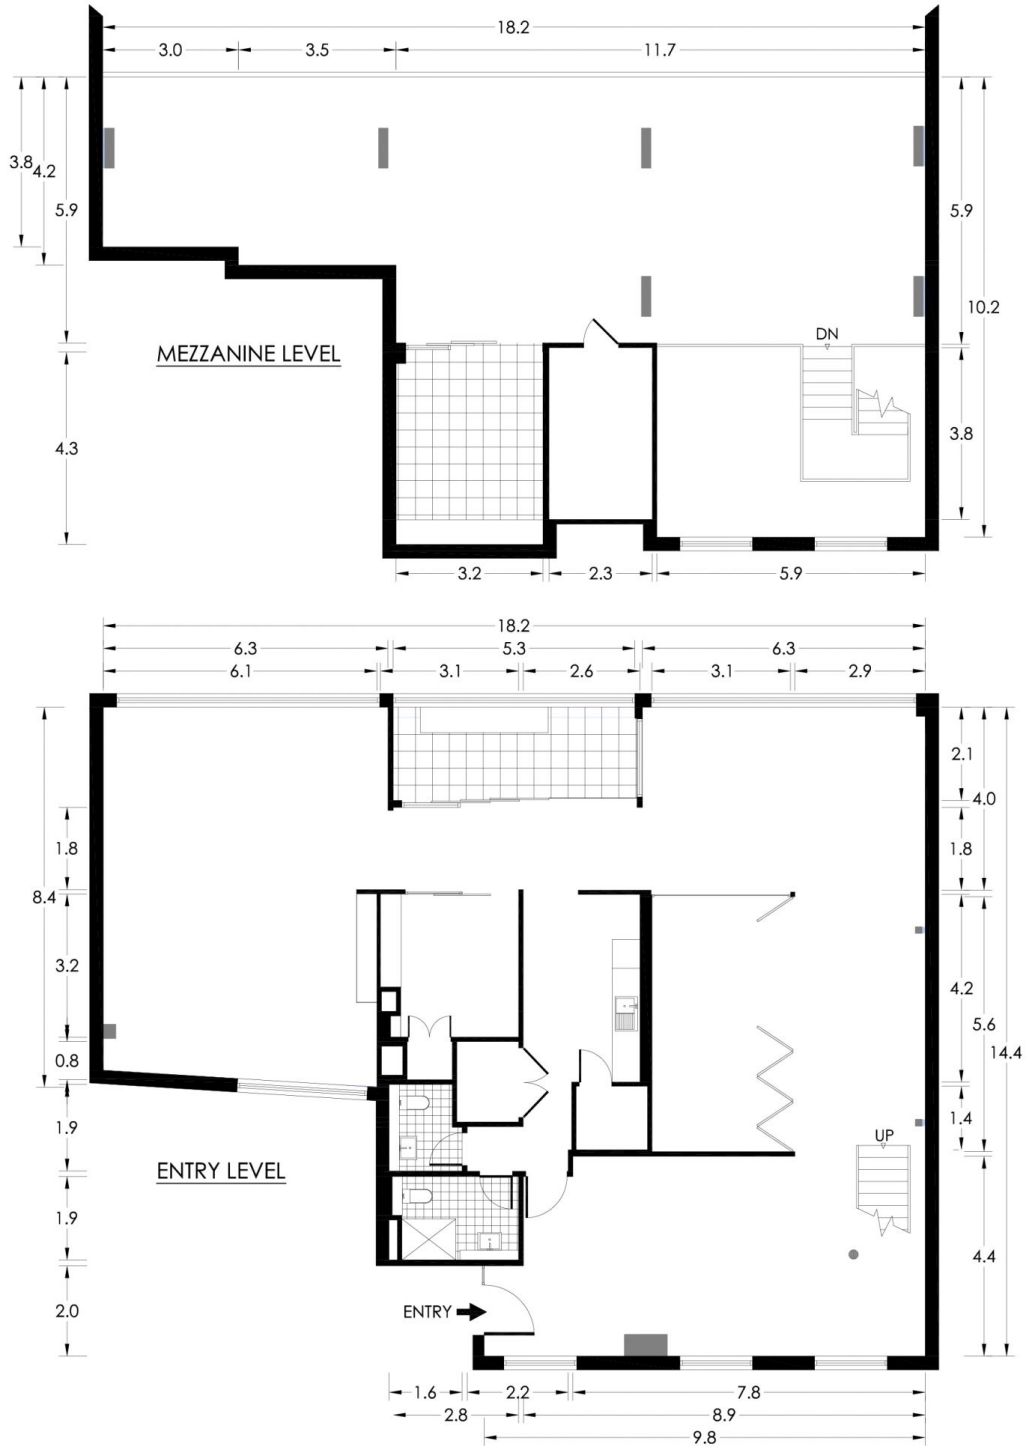 18.2
3.0 3.5 11.7
3.8 4.2 5.9 5.9 10.2
MEZZANINE LEVEL
DN
4.3 3.8
3.2 2.3 5.9
18.2
6.3 5.3 6.3
6.1 3.1 2.6 3.1 2.9
2.1
4.0
1.8 1.8
8.4
3.2 4.2
5.6
14.4
0.8
1.4
1.9
UP
ENTRY LEVEL
1.9
4.4
2.0
ENTRY
1.6 2.2 7.8
2.8 8.9
9.8